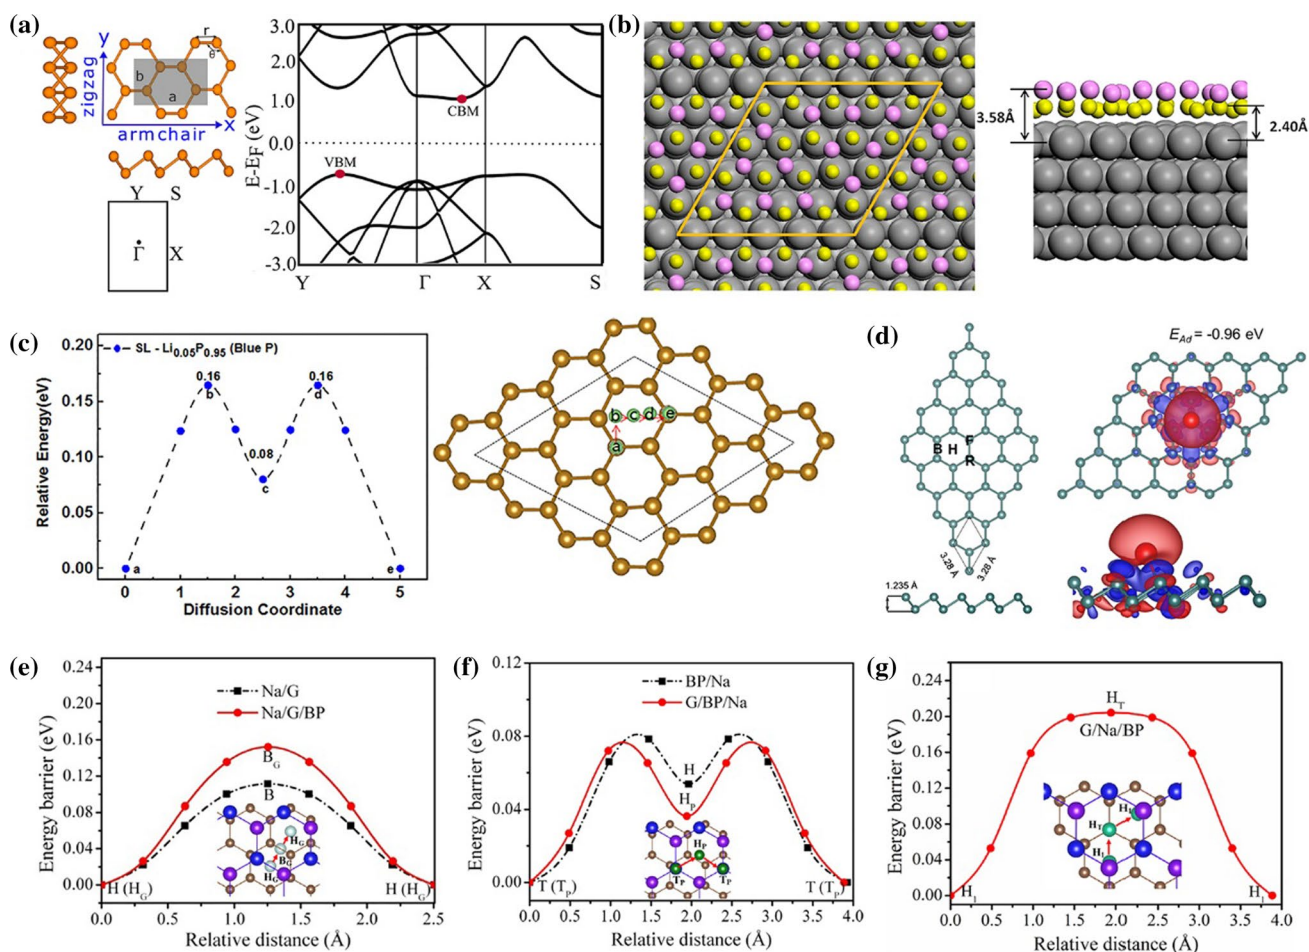 (a)
y
zigzag
armchair
x
r
θ
b
a
Y S
Γ
X
E-E_F (eV)
3.0
2.0
1.0
0.0
-1.0
-2.0
-3.0
CBM
VBM
Y Γ X S
(b)
3.58Å
2.40Å
(c)
Relative Energy(eV)
0.20
0.15
0.10
0.05
0.00
SL - Li0.05P0.95 (Blue P)
0.16
b
0.16
d
0.08
c
a
e
0 1 2 3 4 5
Diffusion Coordinate
b c d e
a
(d)
B H F
R
3.28 Å
3.28 Å
1.235 Å
E_Ad = -0.96 eV
(e)
Energy barrier (eV)
0.24
0.20
0.16
0.12
0.08
0.04
0.00
Na/G
Na/G/BP
B_G
B
H_G
B_G
H_G
H (H_G)
H (H_G)
0.0 0.5 1.0 1.5 2.0 2.5
Relative distance (Å)
(f)
Energy barrier (eV)
0.12
0.08
0.04
0.00
BP/Na
G/BP/Na
H
H_P
H_P
T_P
T_P
T (T_P)
T (T_P)
0.0 0.5 1.0 1.5 2.0 2.5 3.0 3.5 4.0
Relative distance (Å)
(g)
Energy barrier (eV)
0.24
0.20
0.16
0.12
0.08
0.04
0.00
H_T
G/Na/BP
H_I
H_T
H_I
H_I
H_I
0.0 0.5 1.0 1.5 2.0 2.5 3.0 3.5 4.0
Relative distance (Å)